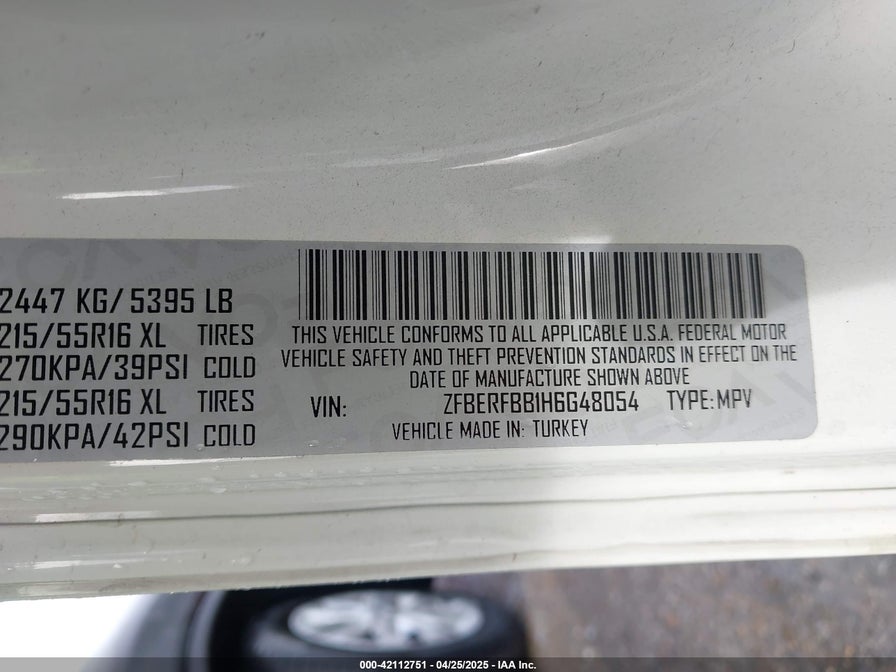 2447 KG/ 5395 LB
215/55R16 XL TIRES
270KPA/39PSI COLD
215/55R16 XL TIRES
290KPA/42PSI COLD
THIS VEHICLE CONFORMS TO ALL APPLICABLE U.S.A. FEDERAL MOTOR
VEHICLE SAFETY AND THEFT PREVENTION STANDARDS IN EFFECT ON THE
DATE OF MANUFACTURE SHOWN ABOVE
VIN: ZFBERFBB1H6G48054 TYPE: MPV
VEHICLE MADE IN: TURKEY
000-42112751 - 04/25/2025 - IAA Inc.